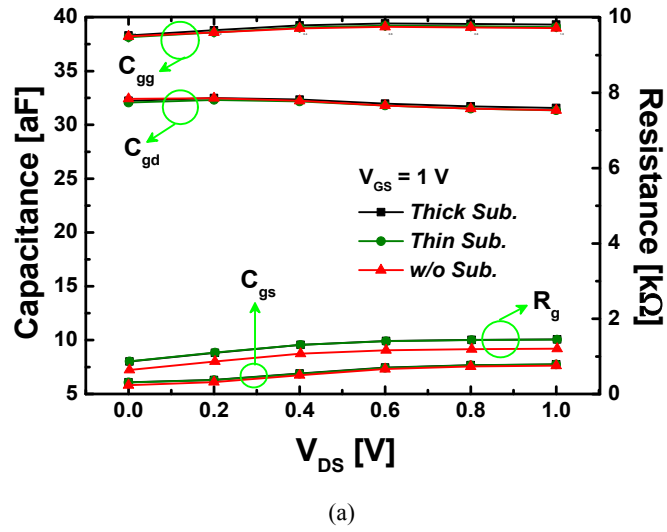 Capacitance [aF]
40
35
30
25
20
15
10
5
C_gg
C_gd
C_gs
R_g
V_GS = 1 V
Thick Sub.
Thin Sub.
w/o Sub.
10
8
6
4
2
0
Resistance [kΩ]
0.0 0.2 0.4 0.6 0.8 1.0
V_DS [V]
(a)